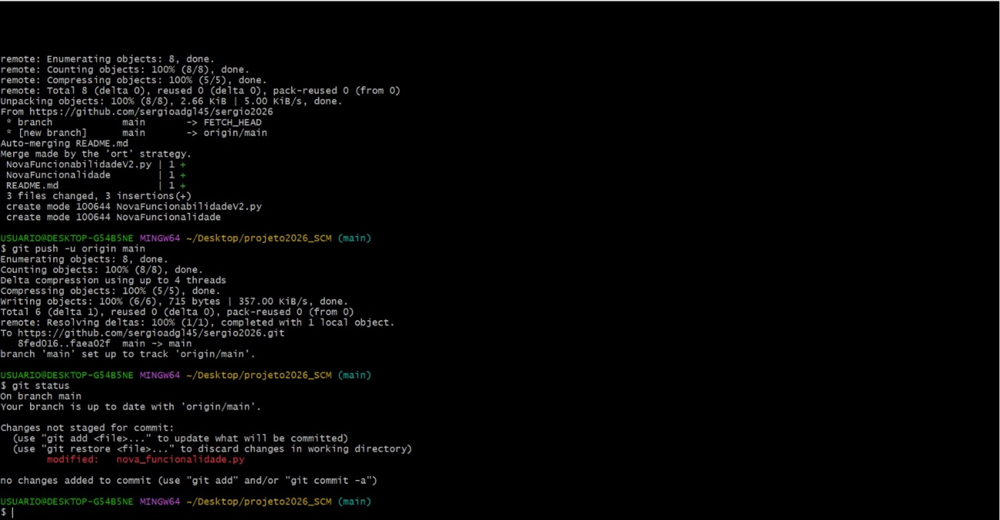 remote: Enumerating objects: 8, done.
remote: Counting objects: 100% (8/8), done.
remote: Compressing objects: 100% (5/5), done.
remote: Total 8 (delta 0), reused 0 (delta 0), pack-reused 0 (from 0)
Unpacking objects: 100% (8/8), 2.66 KiB | 5.00 KiB/s, done.
From https://github.com/sergioadgl45/sergio2026
 * branch            main       -> FETCH_HEAD
 * [new branch]      main       -> origin/main
Auto-merging README.md
Merge made by the 'ort' strategy.
 NovaFuncionabilidadeV2.py | 1 +
 NovaFuncionalidade        | 1 +
 README.md                 | 1 +
 3 files changed, 3 insertions(+)
 create mode 100644 NovaFuncionabilidadeV2.py
 create mode 100644 NovaFuncionalidade
USUARIO@DESKTOP-G54B5NE MINGW64 ~/Desktop/projeto2026_SCM (main)
$ git push -u origin main
Enumerating objects: 8, done.
Counting objects: 100% (8/8), done.
Delta compression using up to 4 threads
Compressing objects: 100% (5/5), done.
Writing objects: 100% (6/6), 715 bytes | 357.00 KiB/s, done.
Total 6 (delta 1), reused 0 (delta 0), pack-reused 0 (from 0)
remote: Resolving deltas: 100% (1/1), completed with 1 local object.
To https://github.com/sergioadgl45/sergio2026.git
   8fed016..faea02f  main -> main
branch 'main' set up to track 'origin/main'.
USUARIO@DESKTOP-G54B5NE MINGW64 ~/Desktop/projeto2026_SCM (main)
$ git status
On branch main
Your branch is up to date with 'origin/main'.
Changes not staged for commit:
  (use "git add <file>..." to update what will be committed)
  (use "git restore <file>..." to discard changes in working directory)
        modified:   nova_funcionalidade.py
no changes added to commit (use "git add" and/or "git commit -a")
USUARIO@DESKTOP-G54B5NE MINGW64 ~/Desktop/projeto2026_SCM (main)
$